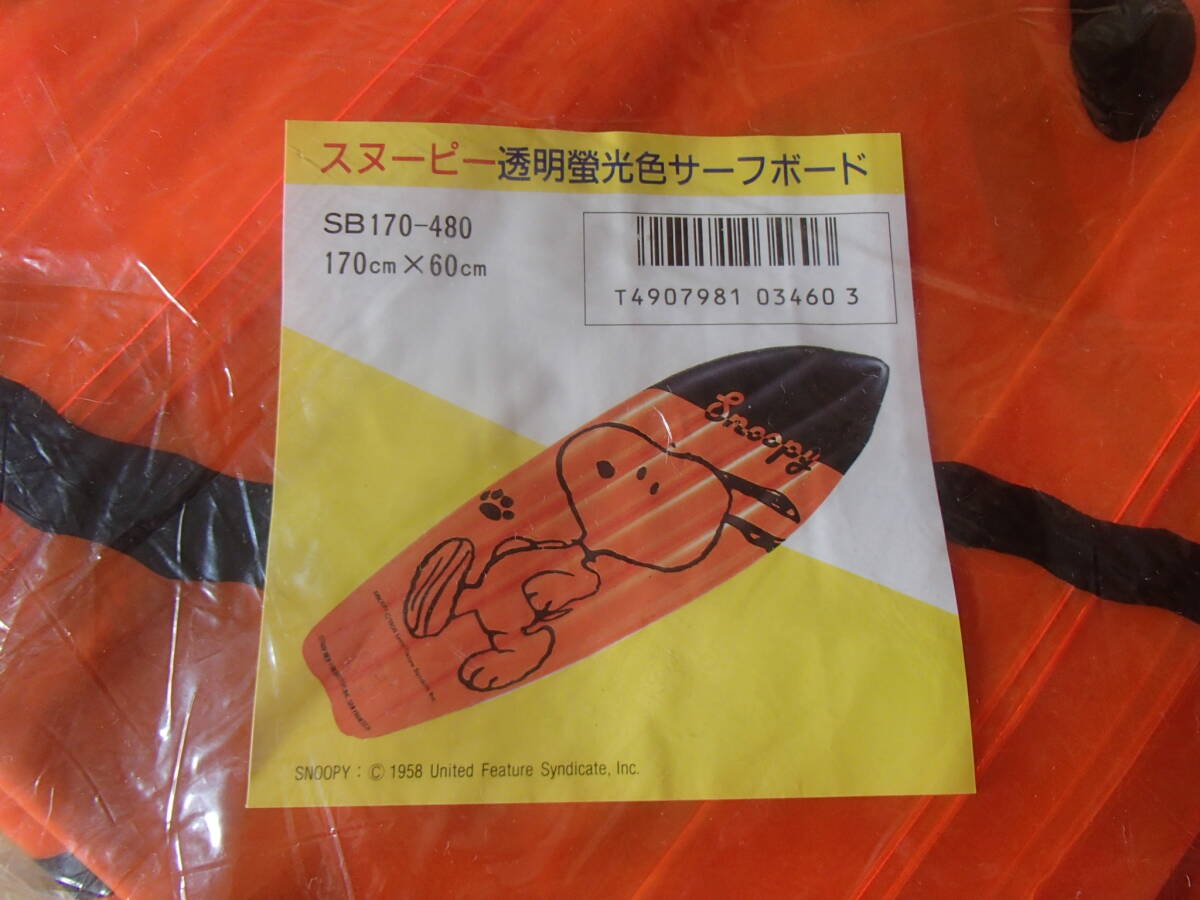 スヌーピー透明螢光色サーフボード
SB170-480
170cm×60cm
T4907981 03460 3
Snoopy
SNOOPY : © 1958 United Feature Syndicate, Inc.